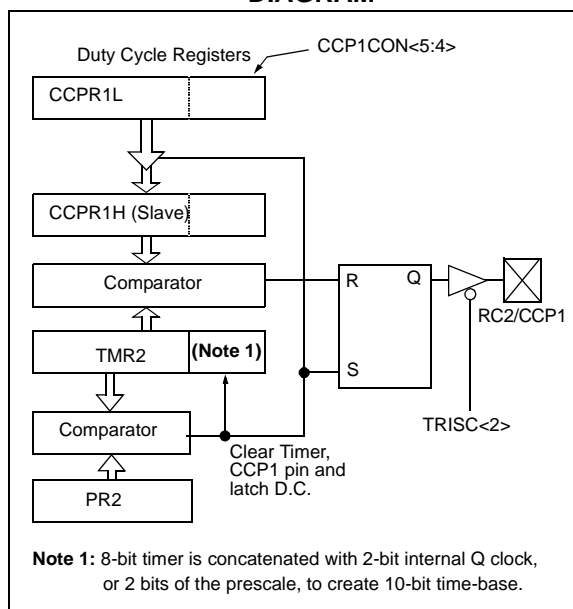 DIAGRAM
Duty Cycle Registers
CCP1CON<5:4>
CCPR1L
CCPR1H (Slave)
Comparator
R
Q
RC2/CCP1
TMR2
(Note 1)
S
TRISC<2>
Comparator
Clear Timer,
CCP1 pin and
latch D.C.
PR2
Note 1: 8-bit timer is concatenated with 2-bit internal Q clock,
or 2 bits of the prescale, to create 10-bit time-base.